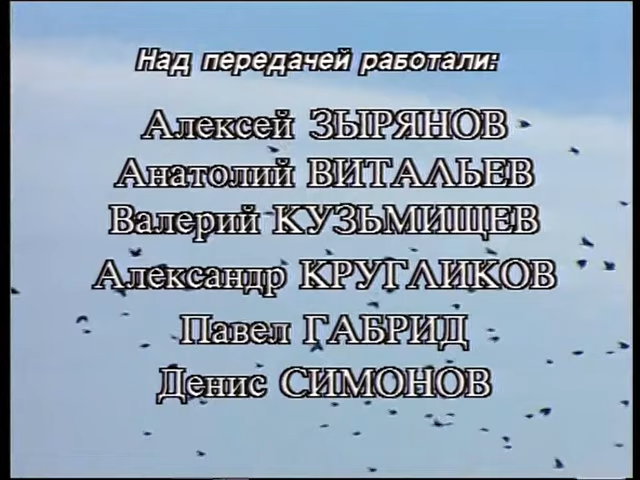 Над передачей работали:
Алексей ЗЫРЯНОВ
Анатолий ВИТАЛЬЕВ
Валерий КУЗЬМИЩЕВ
Александр КРУГЛИКОВ
Павел ГАБРИД
Денис СИМОНОВ